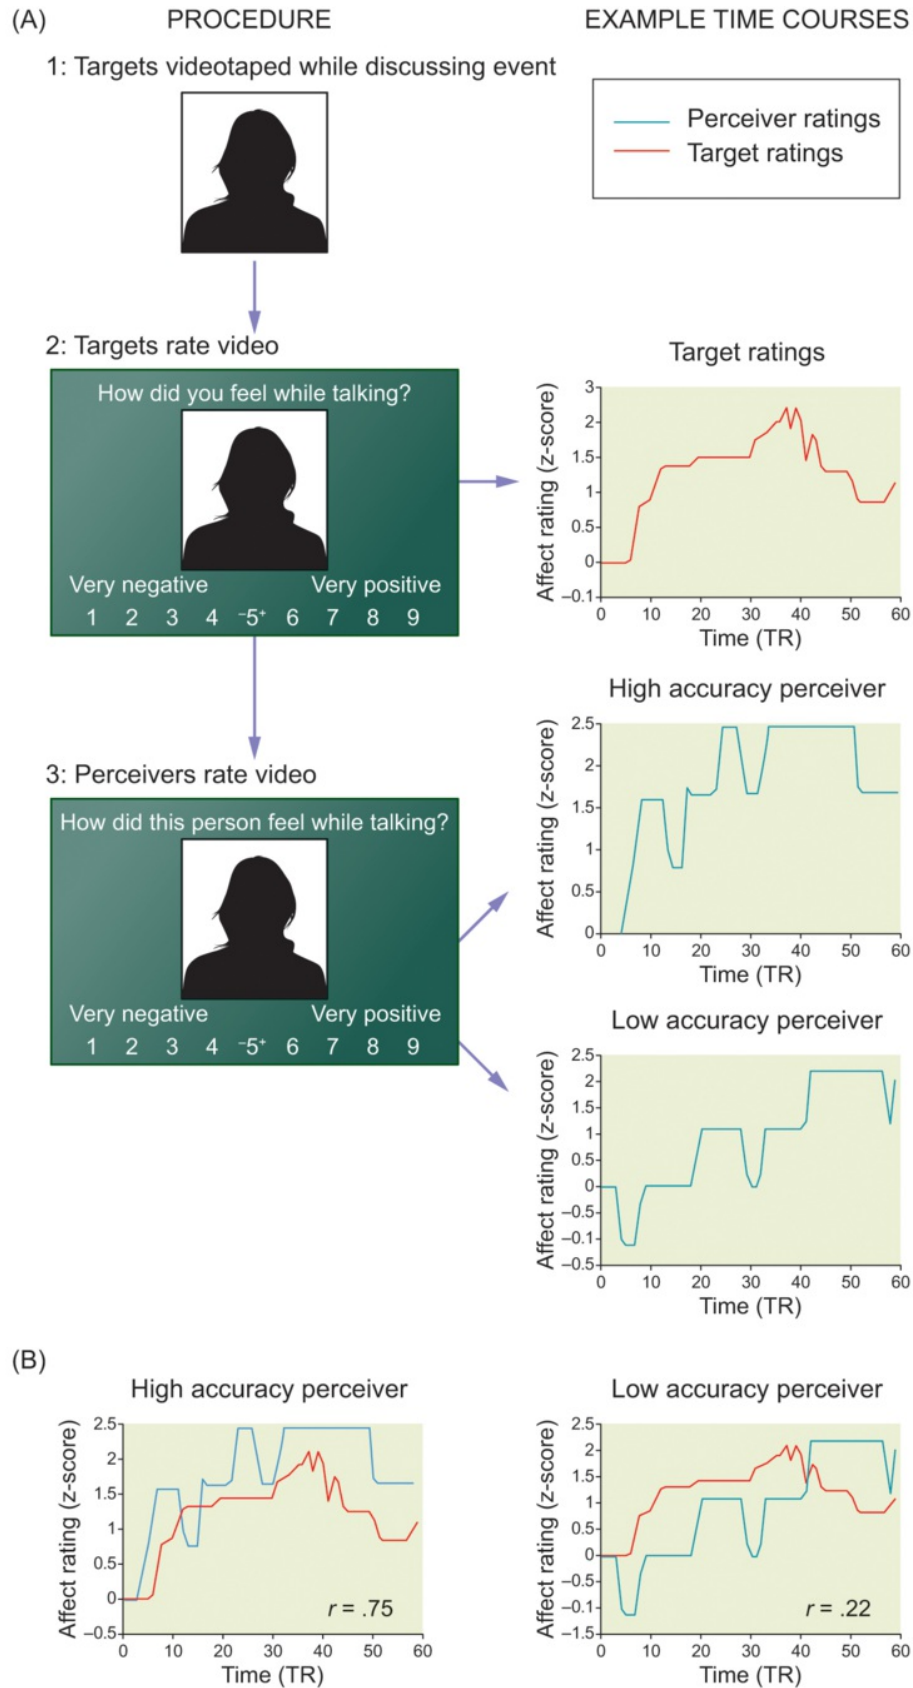 (A) PROCEDURE EXAMPLE TIME COURSES
1: Targets videotaped while discussing event
Perceiver ratings
Target ratings
2: Targets rate video
How did you feel while talking?
Very negative Very positive
1 2 3 4 –5+ 6 7 8 9
Target ratings
Affect rating (z-score)
3
2
1.5
1
0.5
0
–0.1
0 10 20 30 40 50 60
Time (TR)
3: Perceivers rate video
How did this person feel while talking?
Very negative Very positive
1 2 3 4 –5+ 6 7 8 9
High accuracy perceiver
Affect rating (z-score)
2.5
2
1.5
1
0.5
0
0 10 20 30 40 50 60
Time (TR)
Low accuracy perceiver
Affect rating (z-score)
2.5
2
1.5
1
0.5
0
–0.5
–0.1
–0.5
0 10 20 30 40 50 60
Time (TR)
(B)
High accuracy perceiver
Affect rating (z-score)
2.5
2
1.5
1
0.5
0
–0.5
r = .75
0 10 20 30 40 50 60
Time (TR)
Low accuracy perceiver
Affect rating (z-score)
2.5
2
1.5
1
0.5
0
–0.5
–0.1
–1.5
r = .22
0 10 20 30 40 50 60
Time (TR)